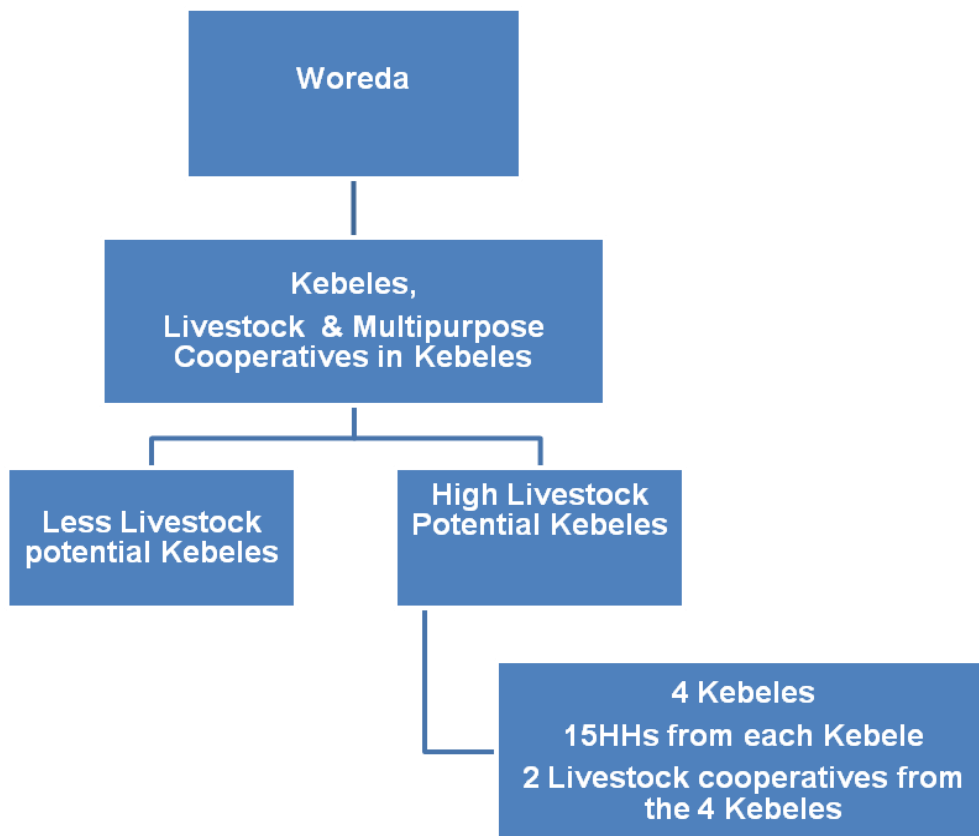 Woreda
Kebeles,
Livestock & Multipurpose
Cooperatives in Kebeles
Less Livestock
potential Kebeles
High Livestock
Potential Kebeles
4 Kebeles
15HHs from each Kebele
2 Livestock cooperatives from
the 4 Kebeles